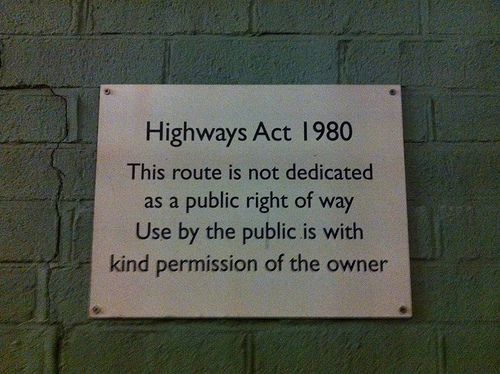 Highways Act 1980
This route is not dedicated
as a public right of way
Use by the public is with
kind permission of the owner